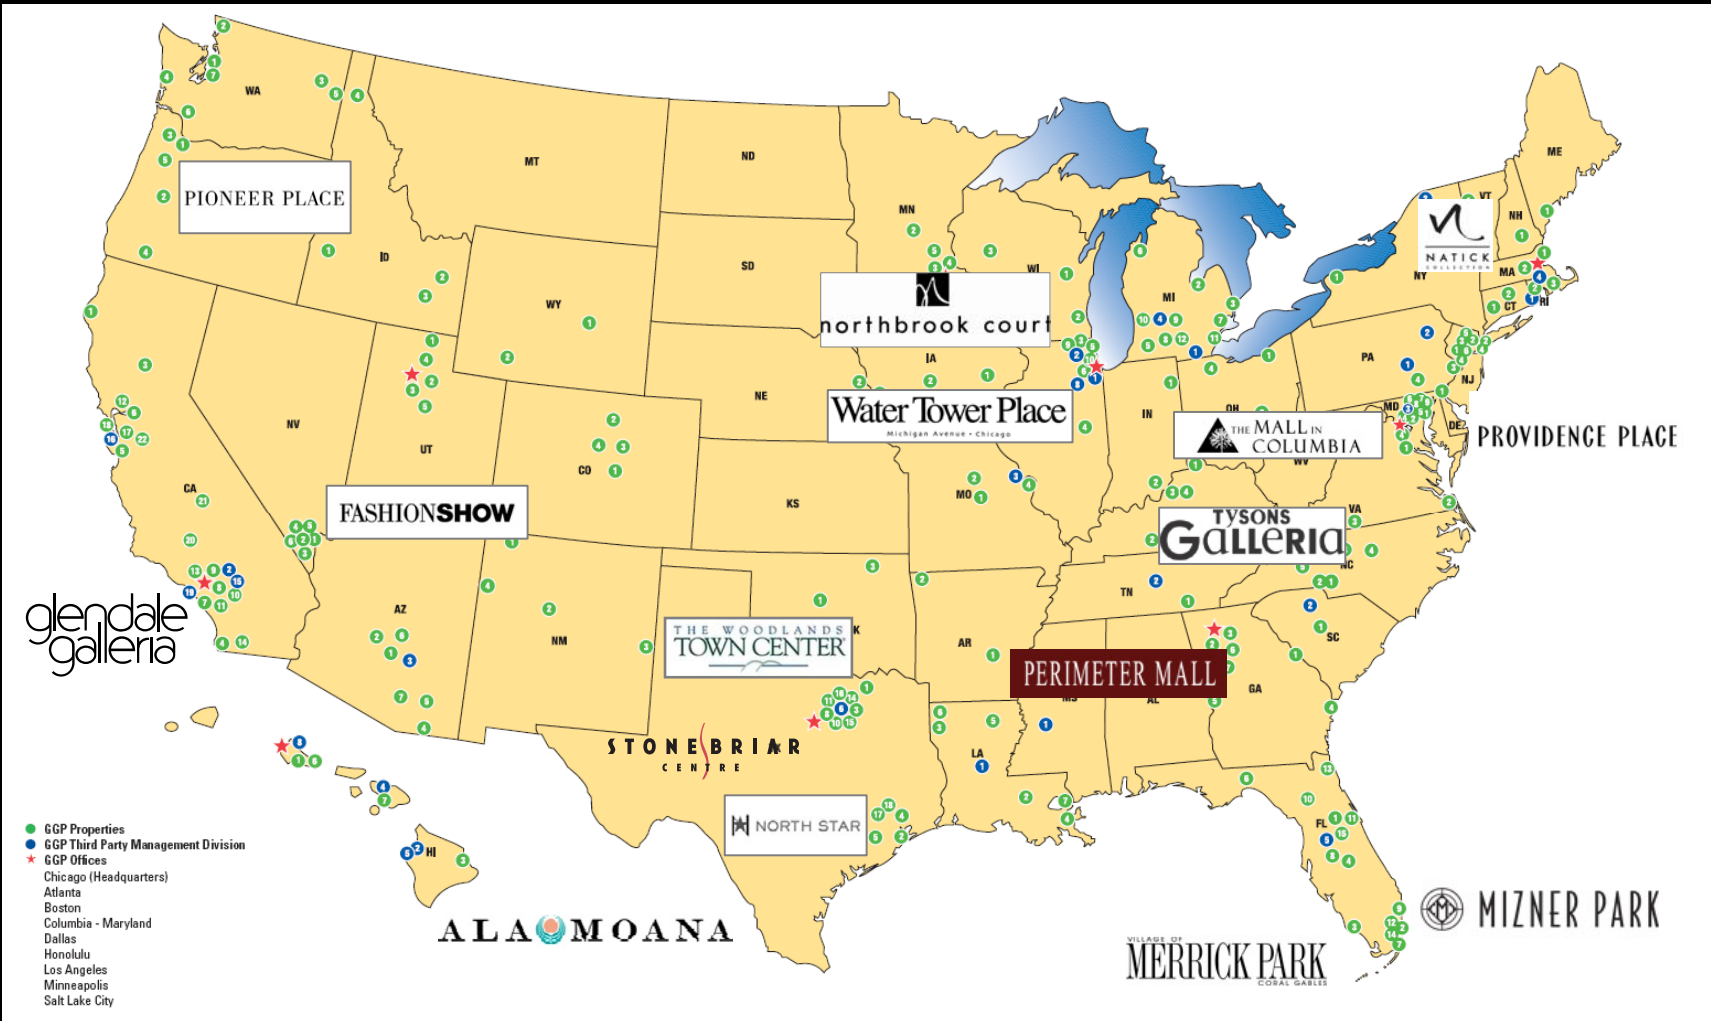 WA
MT
ND
ME
PIONEER PLACE
MN
VT
NH
NATICK
COLLECTION
ID
SD
WI
MI
NY
MA
CT
RI
WY
northbrook court
IA
PA
NJ
NE
Water Tower Place
Michigan Avenue • Chicago
IN
OH
MD
DE
THE MALL IN
COLUMBIA
PROVIDENCE PLACE
NV
UT
CO
WV
CA
KS
MO
VA
FASHIONSHOW
TYSONS
GALLERIA
NC
glendale
galleria
AZ
NM
TN
THE WOODLANDS
TOWN CENTER
K
AR
SC
PERIMETER MALL
MS
AL
GA
STONEBRIAR
CENTRE
LA
NORTH STAR
FL
HI
GGP Properties
GGP Third Party Management Division
GGP Offices
Chicago (Headquarters)
Atlanta
Boston
Columbia - Maryland
Dallas
Honolulu
Los Angeles
Minneapolis
Salt Lake City
ALA MOANA
MIZNER PARK
VILLAGE OF
MERRICK PARK
CORAL GABLES